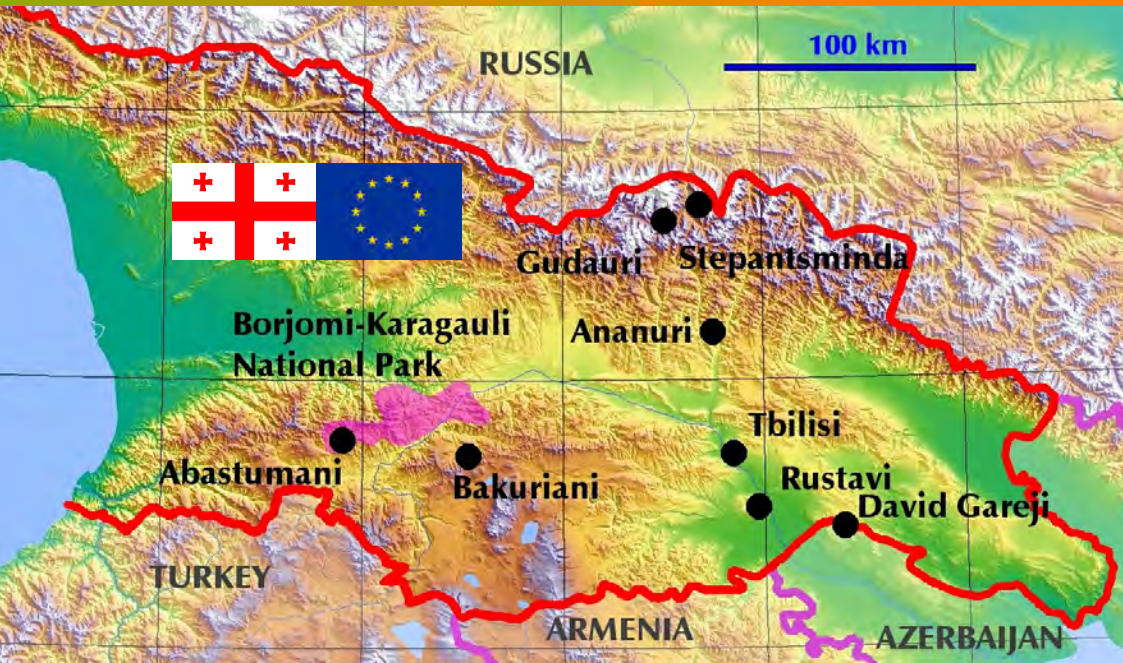 RUSSIA
100 km
Gudauri
Stepantsminda
Borjomi-Karagauli
National Park
Ananuri
Tbilisi
Abastumani
Bakuriani
Rustavi
David Gareji
TURKEY
ARMENIA
AZERBAIJAN